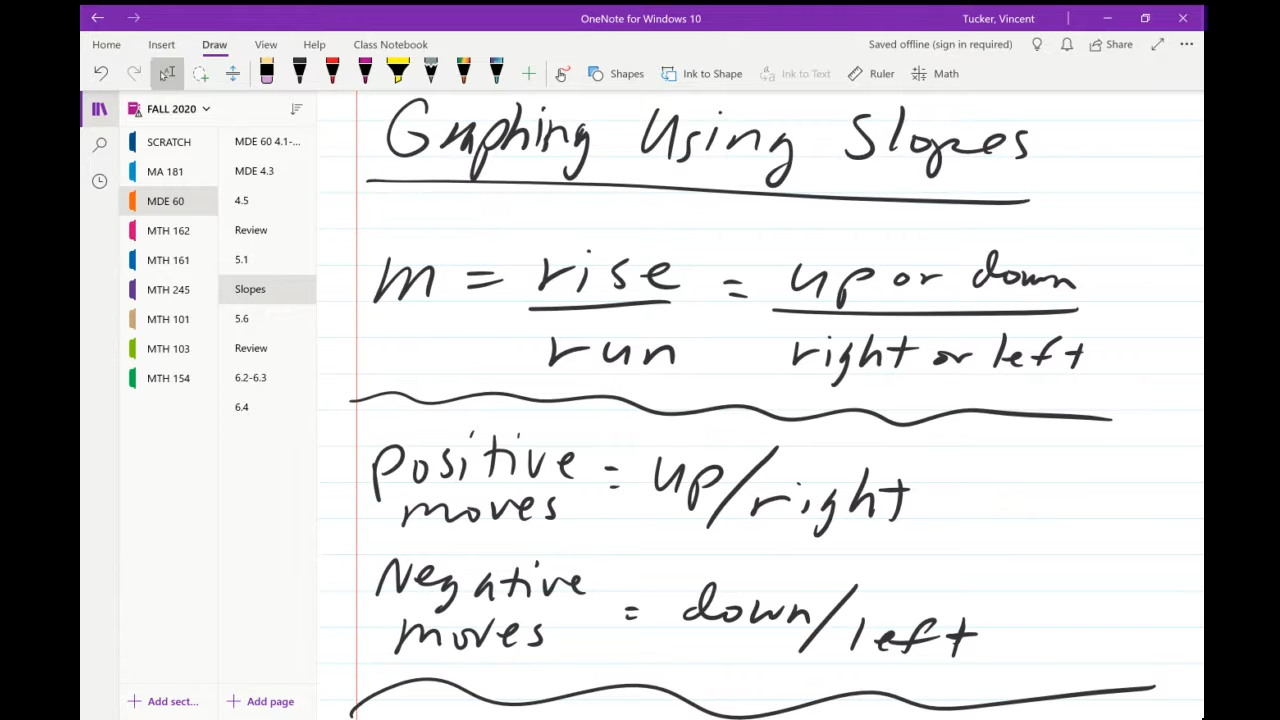 OneNote for Windows 10
Tucker, Vincent
Home Insert Draw View Help Class Notebook
Saved offline (sign in required)
Share
Shapes
Ink to Shape
Ink to Text
Ruler
Math
FALL 2020
SCRATCH
MA 181
MDE 60
MTH 162
MTH 161
MTH 245
MTH 101
MTH 103
MTH 154
Add sect...
MDE 60 4.1-...
MDE 4.3
4.5
Review
5.1
Slopes
5.6
Review
6.2-6.3
6.4
Add page
Graphing Using Slopes
m = rise = up or down
run right or left
positive = up/right
moves
Negative = down/left
moves